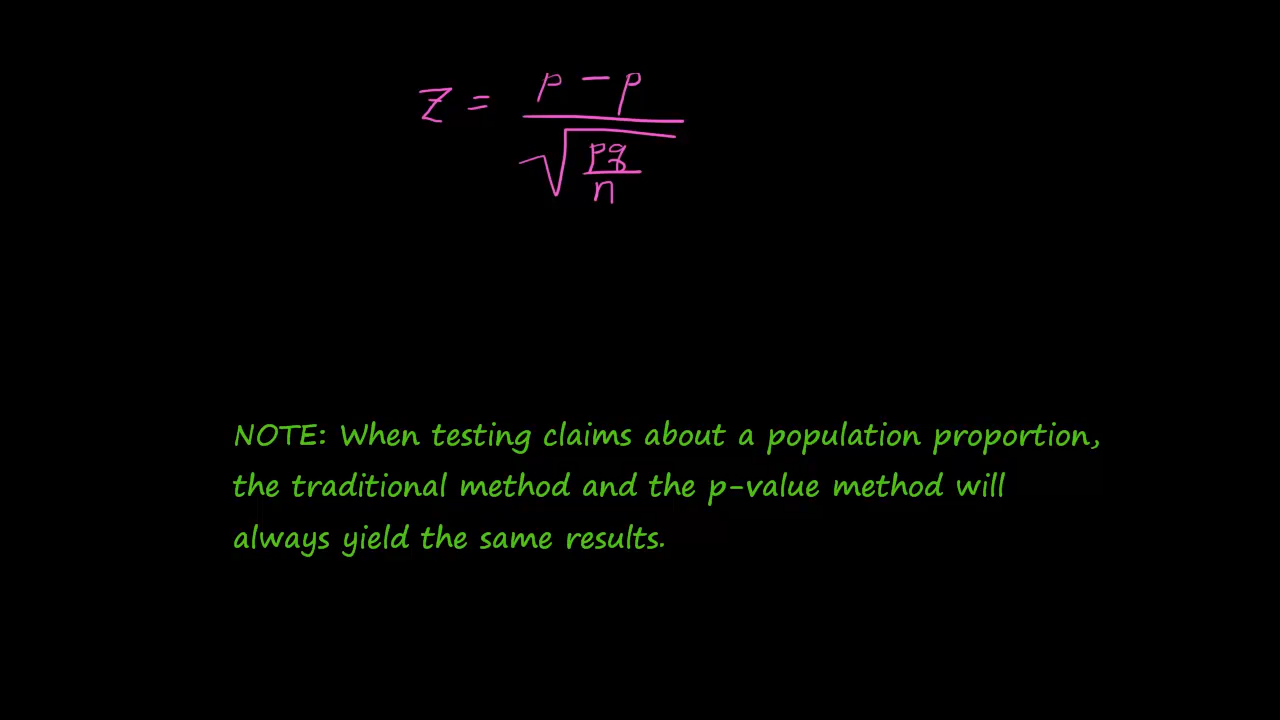 z = p - p / √(pq / n)
NOTE: When testing claims about a population proportion,
the traditional method and the p-value method will
always yield the same results.